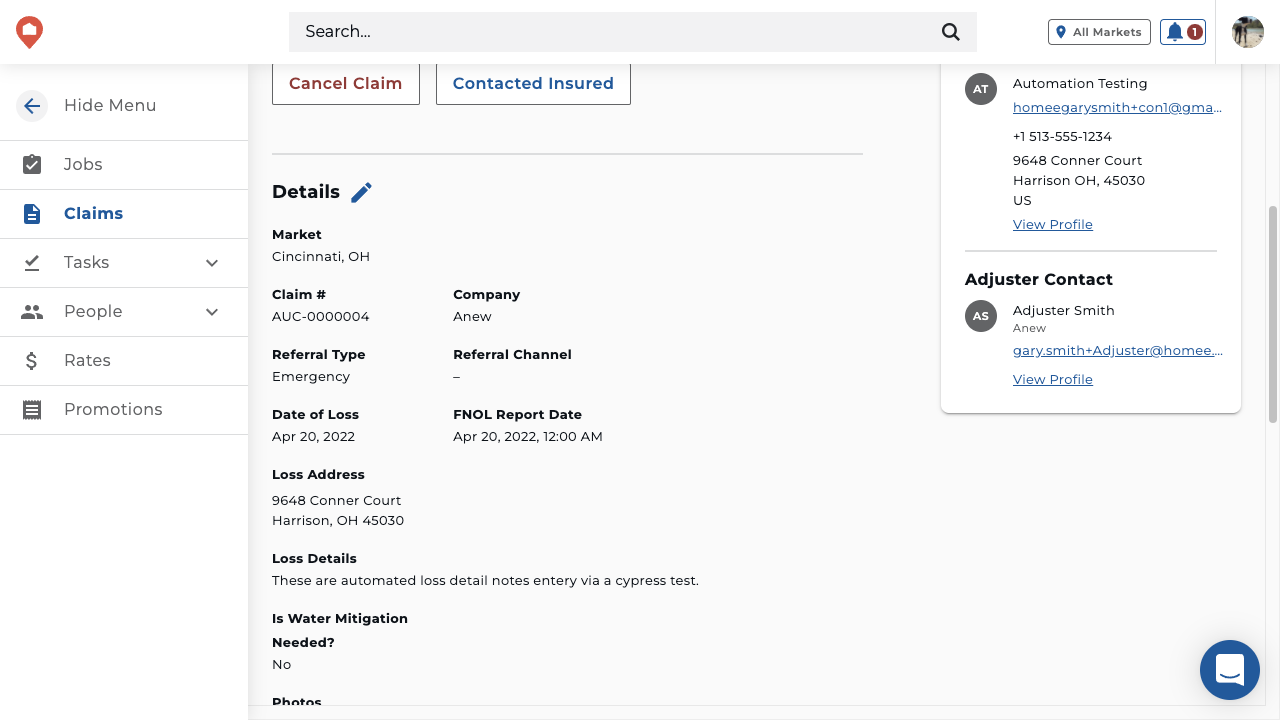 Search...
All Markets
1
Hide Menu
Jobs
Claims
Tasks
People
Rates
Promotions
Cancel Claim
Contacted Insured
Details
Market
Cincinnati, OH
Claim #
Company
AUC-0000004
Anew
Referral Type
Referral Channel
Emergency
–
Date of Loss
FNOL Report Date
Apr 20, 2022
Apr 20, 2022, 12:00 AM
Loss Address
9648 Conner Court
Harrison, OH 45030
Loss Details
These are automated loss detail notes entery via a cypress test.
Is Water Mitigation
Needed?
No
Photos
AT
Automation Testing
homeegarysmith+con1@gma...
+1 513-555-1234
9648 Conner Court
Harrison OH, 45030
US
View Profile
Adjuster Contact
AS
Adjuster Smith
Anew
gary.smith+Adjuster@homee....
View Profile